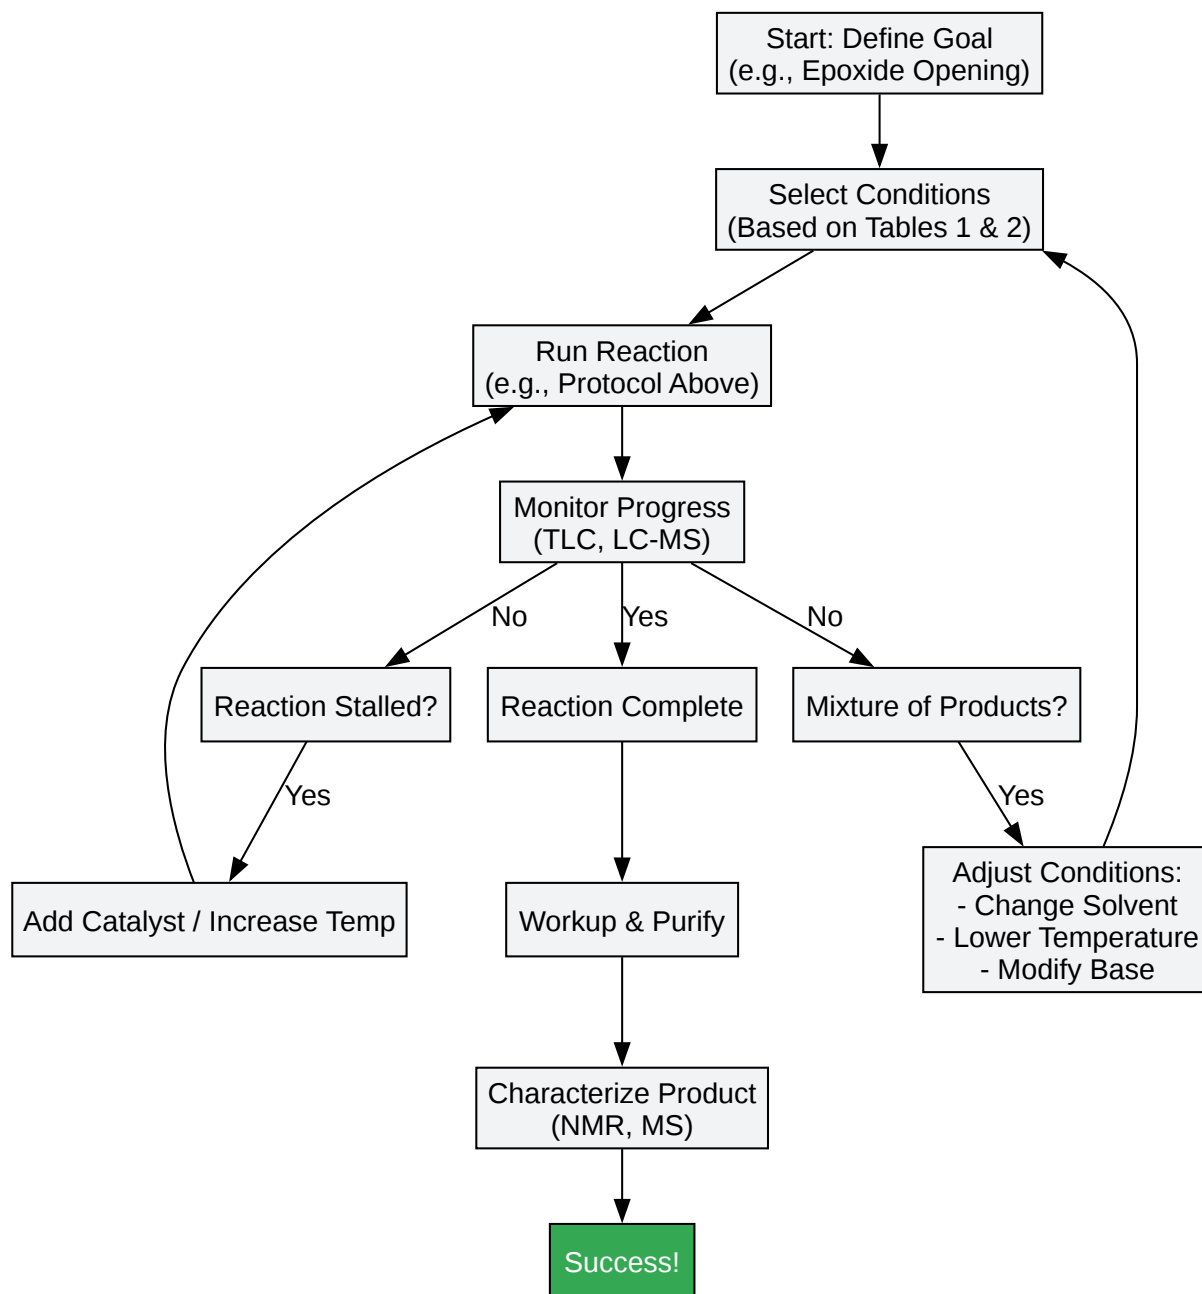 Start: Define Goal
(e.g., Epoxide Opening)
Select Conditions
(Based on Tables 1 & 2)
Run Reaction
(e.g., Protocol Above)
Monitor Progress
(TLC, LC-MS)
No
Yes
No
Reaction Stalled?
Reaction Complete
Mixture of Products?
Yes
Yes
Add Catalyst / Increase Temp
Workup & Purify
Adjust Conditions:
- Change Solvent
- Lower Temperature
- Modify Base
Characterize Product
(NMR, MS)
Success!